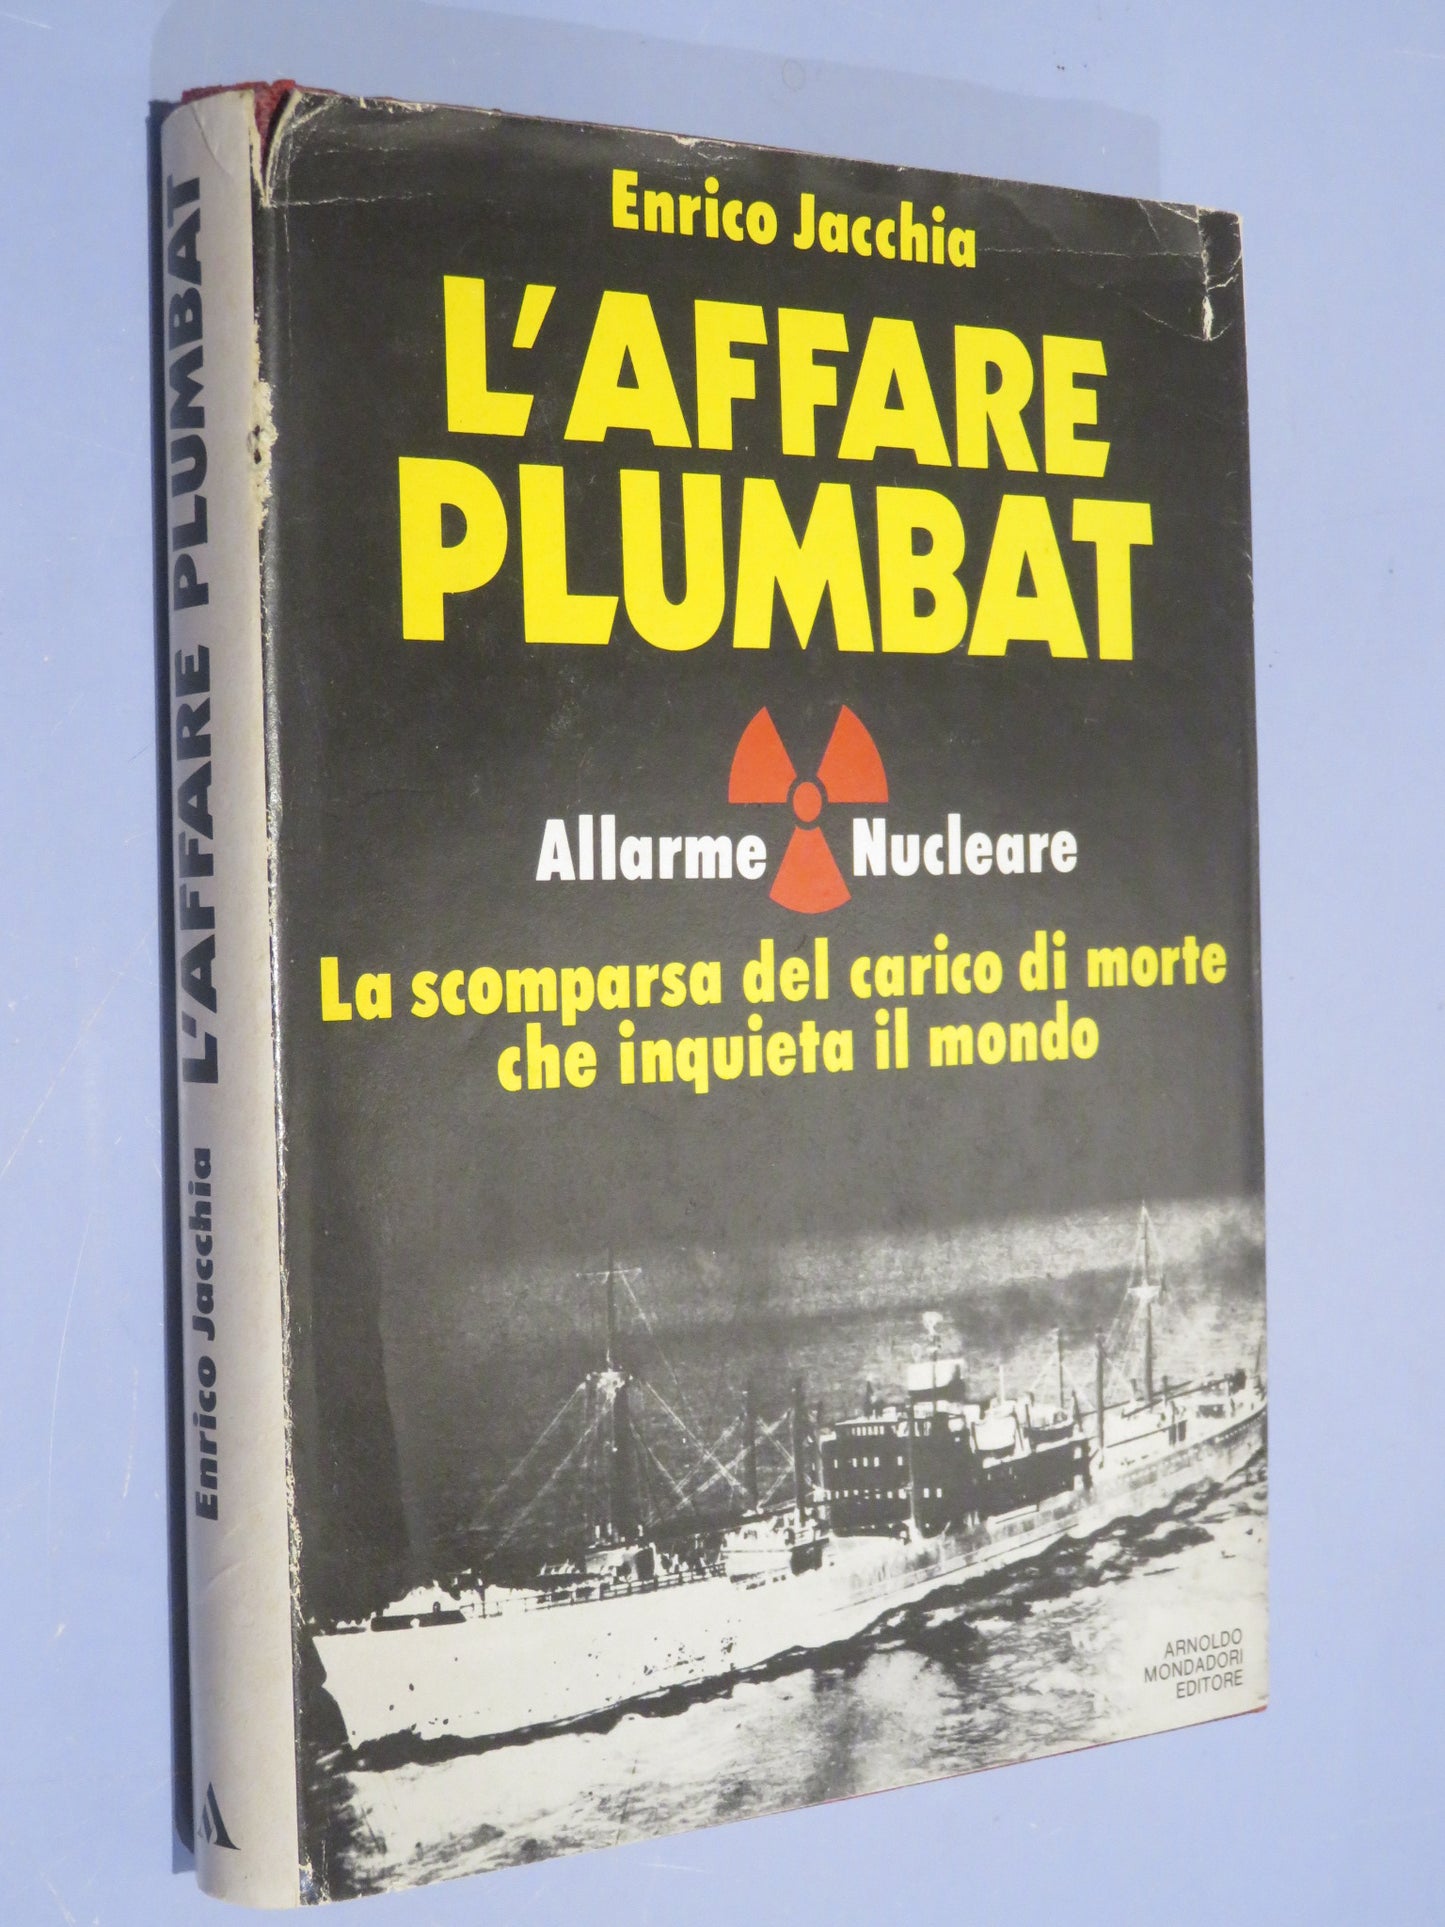 Enrico Jacchia
L'AFFARE
PLUMBAT
Allarme Nucleare
La scomparsa del carico di morte
che inquieta il mondo
ARNOLDO
MONDADORI
EDITORE
Enrico Jacchia L'AFFARE PLUMBAT